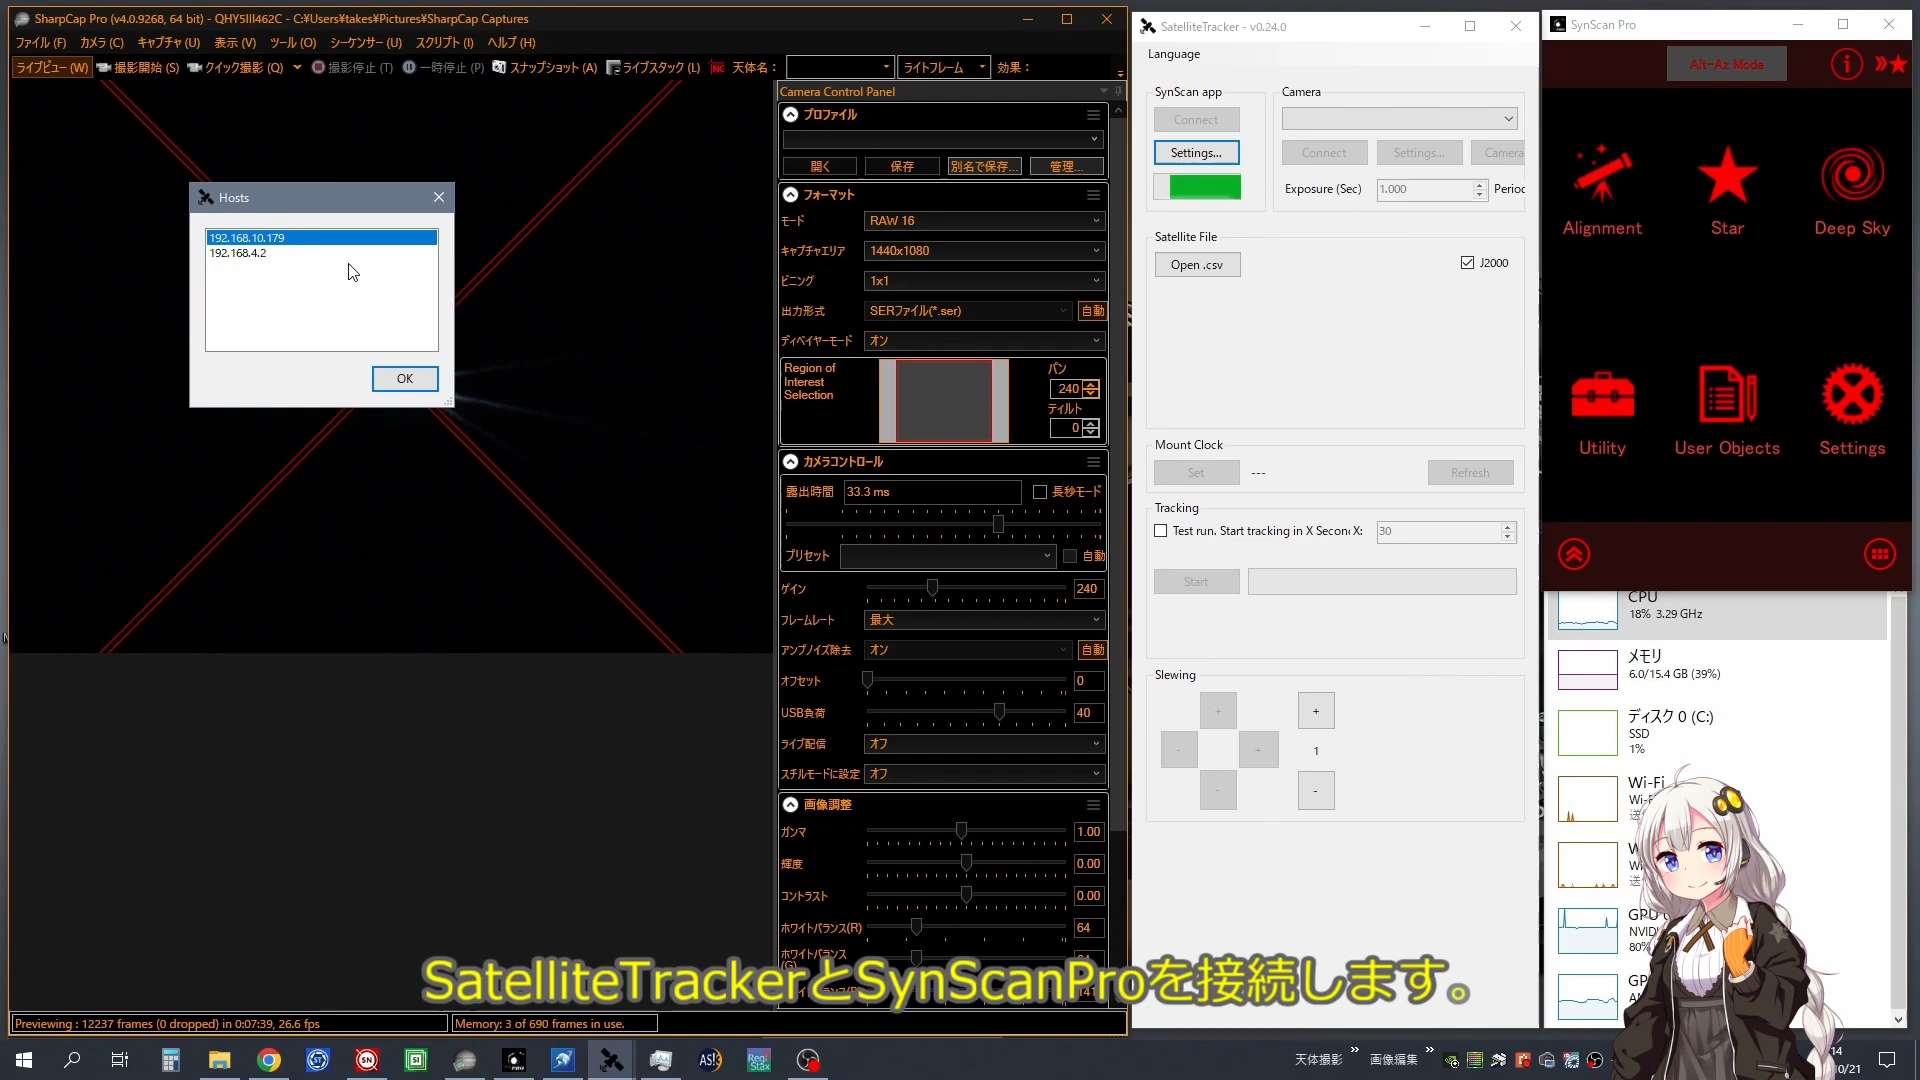 SharpCap Pro (v4.0.9268, 64 bit) - QHY5III462C - C:¥Users¥takes¥Pictures¥SharpCap Captures
ファイル (F) カメラ (C) キャプチャ (U) 表示 (V) ツール (O) シーケンサー (U) スクリプト (I) ヘルプ (H)
ライブビュー (W) 撮影開始 (S) クイック撮影 (Q) 撮影停止 (T) 一時停止 (P) スナップショット (A) ライブスタック (L) 天体名： ライトフレーム 効果：
Hosts
192.168.10.179
192.168.4.2
OK
Camera Control Panel
プロファイル
開く 保存 別名で保存... 管理...
フォーマット
モード RAW 16
キャプチャエリア 1440x1080
ビニング 1x1
出力形式 SERファイル(*.ser) 自動
ディベイヤーモード オン
Region of
Interest
Selection
パン
240
ティルト
0
カメラコントロール
露出時間 33.3 ms 長秒モード
プリセット 自動
ゲイン 240
フレームレート 最大
アンプノイズ除去 オン 自動
オフセット 0
USB負荷 40
ライブ配信 オフ
スチルモードに設定 オフ
画像調整
ガンマ 1.00
輝度 0.00
コントラスト 0.00
ホワイトバランス(R) 64
ホワイトバランス
Previewing : 12237 frames (0 dropped) in 0:07:39, 26.6 fps
Memory: 3 of 690 frames in use.
SatelliteTracker - v0.24.0
Language
SynScan app
Connect
Settings...
Camera
Connect Settings... Camera
Exposure (Sec) 1.000 Period
Satellite File
Open .csv J2000
Mount Clock
Set --- Refresh
Tracking
Test run. Start tracking in X Second X: 30
Start
Slewing
+ +
- + 1
- -
SynScan Pro
Alt-Az Mode
Alignment Star Deep Sky
Utility User Objects Settings
CPU
18% 3.29 GHz
メモリ
6.0/15.4 GB (39%)
ディスク 0 (C:)
SSD
1%
Wi-Fi
NVIDI
80%
SatelliteTrackerとSynScanProを接続します。
天体撮影 画像編集